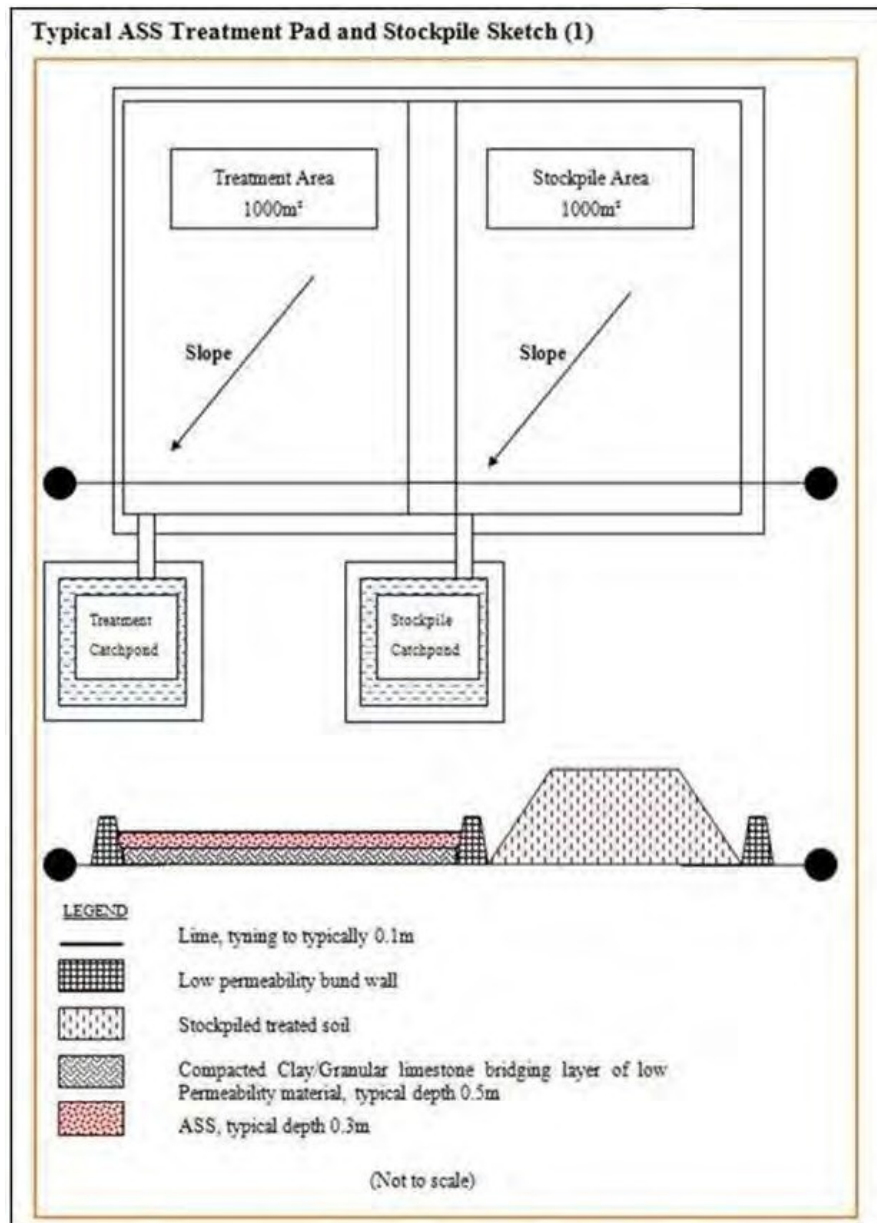 Typical ASS Treatment Pad and Stockpile Sketch (1)
Treatment Area
1000m²
Stockpile Area
1000m²
Slope
Slope
Treatment
Catchpond
Stockpile
Catchpond
LEGEND
Lime, tyning to typically 0.1m
Low permeability bund wall
Stockpiled treated soil
Compacted Clay/Granular limestone bridging layer of low
Permeability material, typical depth 0.5m
ASS, typical depth 0.3m
(Not to scale)